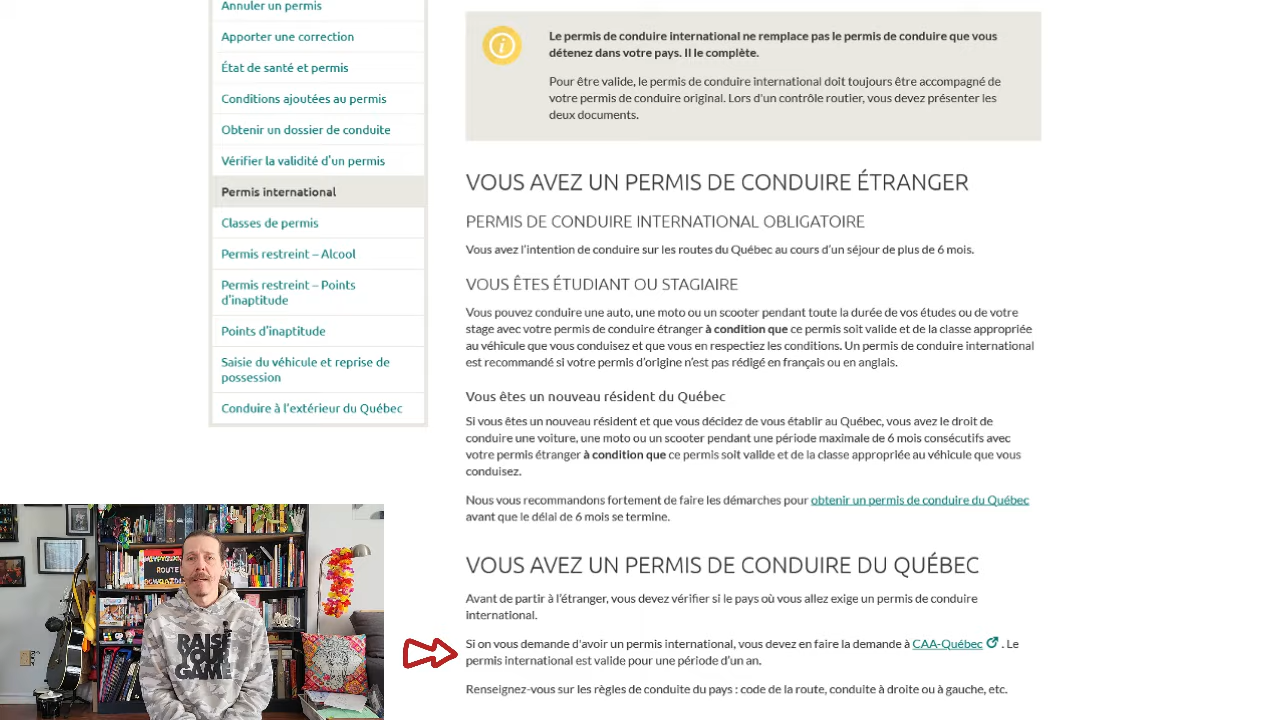 Annuler un permis
Apporter une correction
État de santé et permis
Conditions ajoutées au permis
Obtenir un dossier de conduite
Vérifier la validité d'un permis
Permis international
Classes de permis
Permis restreint – Alcool
Permis restreint – Points
d'inaptitude
Points d'inaptitude
Saisie du véhicule et reprise de
possession
Conduire à l'extérieur du Québec
Le permis de conduire international ne remplace pas le permis de conduire que vous
détenez dans votre pays. Il le complète.
Pour être valide, le permis de conduire international doit toujours être accompagné de
votre permis de conduire original. Lors d'un contrôle routier, vous devez présenter les
deux documents.
VOUS AVEZ UN PERMIS DE CONDUIRE ÉTRANGER
PERMIS DE CONDUIRE INTERNATIONAL OBLIGATOIRE
Vous avez l'intention de conduire sur les routes du Québec au cours d'un séjour de plus de 6 mois.
VOUS ÊTES ÉTUDIANT OU STAGIAIRE
Vous pouvez conduire une auto, une moto ou un scooter pendant toute la durée de vos études ou de votre
stage avec votre permis de conduire étranger à condition que ce permis soit valide et de la classe appropriée
au véhicule que vous conduisez et que vous en respectiez les conditions. Un permis de conduire international
est recommandé si votre permis d'origine n'est pas rédigé en français ou en anglais.
Vous êtes un nouveau résident du Québec
Si vous êtes un nouveau résident et que vous décidez de vous établir au Québec, vous avez le droit de
conduire une voiture, une moto ou un scooter pendant une période maximale de 6 mois consécutifs avec
votre permis étranger à condition que ce permis soit valide et de la classe appropriée au véhicule que vous
conduisez.
Nous vous recommandons fortement de faire les démarches pour obtenir un permis de conduire du Québec
avant que le délai de 6 mois se termine.
VOUS AVEZ UN PERMIS DE CONDUIRE DU QUÉBEC
Avant de partir à l'étranger, vous devez vérifier si le pays où vous allez exige un permis de conduire
international.
Si on vous demande d'avoir un permis international, vous devez en faire la demande à CAA-Québec . Le
permis international est valide pour une période d'un an.
Renseignez-vous sur les règles de conduite du pays : code de la route, conduite à droite ou à gauche, etc.
ROUTE
RAISE
YOUR
GAME